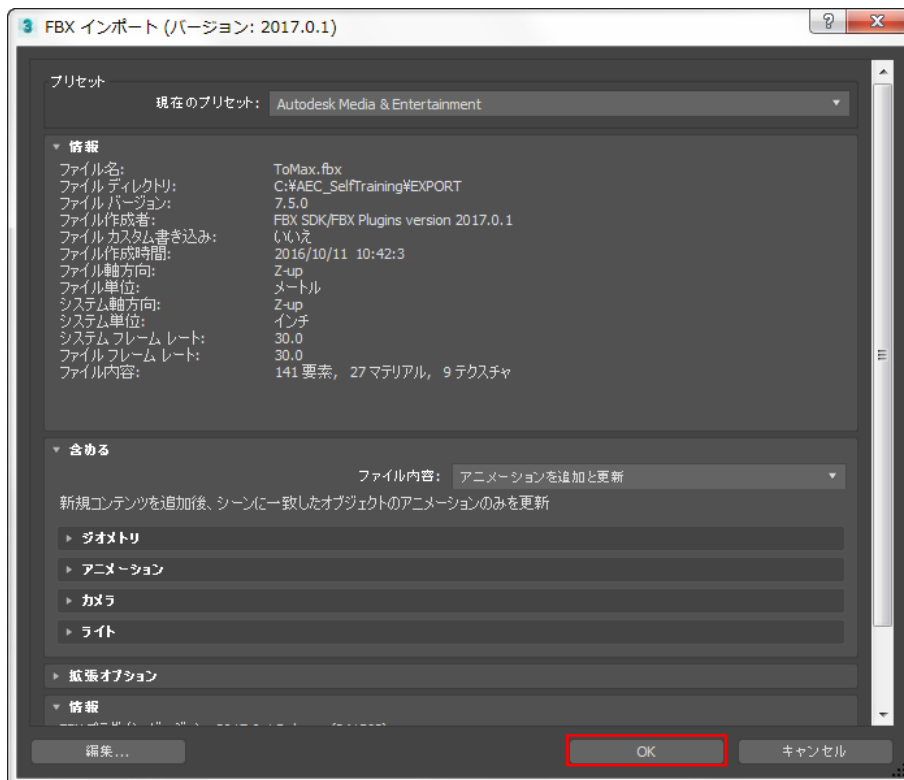 3 FBX インポート (バージョン: 2017.0.1)
プリセット
現在のプリセット: Autodesk Media & Entertainment
情報
ファイル名: ToMax.fbx
ファイル ディレクトリ: C:¥AEC_SelfTraining¥EXPORT
ファイル バージョン: 7.5.0
ファイル作成者: FBX SDK/FBX Plugins version 2017.0.1
ファイル カスタム書き込み: いいえ
ファイル作成時間: 2016/10/11 10:42:3
ファイル軸方向: Z-up
ファイル単位: メートル
システム軸方向: Z-up
システム単位: インチ
システム フレーム レート: 30.0
ファイル フレーム レート: 30.0
ファイル内容: 141 要素, 27 マテリアル, 9 テクスチャ
含める
ファイル内容: アニメーションを追加と更新
新規コンテンツを追加後、シーンに一致したオブジェクトのアニメーションのみを更新
ジオメトリ
アニメーション
カメラ
ライト
拡張オプション
情報
編集... OK キャンセル